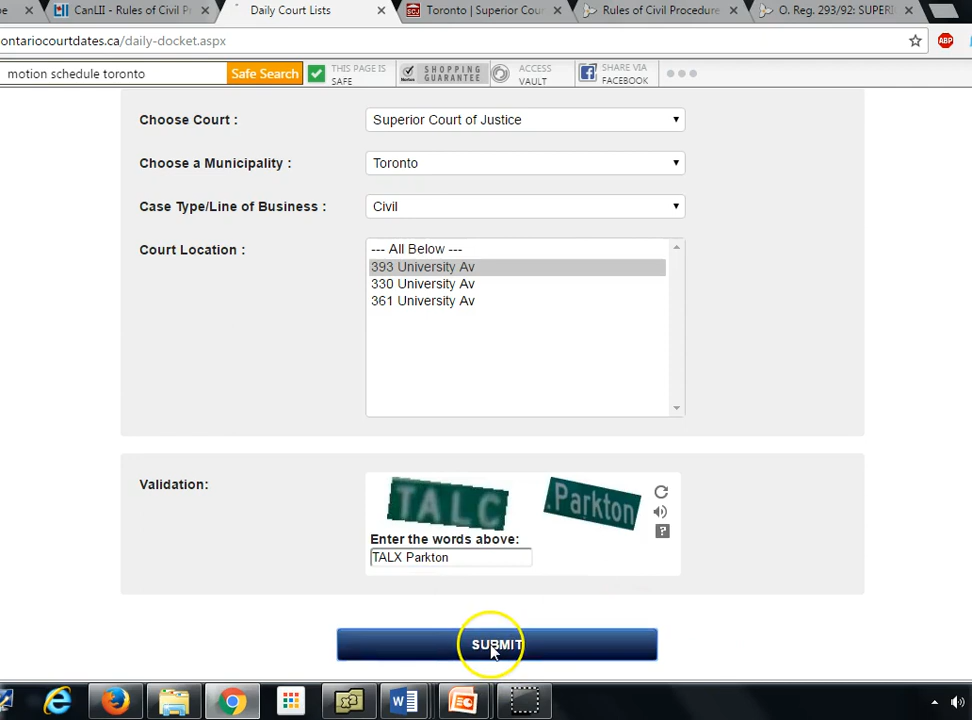 CanLII - Rules of Civil Pr
Daily Court Lists
Toronto | Superior Cour
Rules of Civil Procedure
O. Reg. 293/92: SUPERI
ontariocourtdates.ca/daily-docket.aspx
ABP
motion schedule toronto
Safe Search
THIS PAGE IS SAFE
Norton SHOPPING GUARANTEE
ACCESS VAULT
SHARE VIA FACEBOOK
Choose Court : Superior Court of Justice
Choose a Municipality : Toronto
Case Type/Line of Business : Civil
Court Location : --- All Below ---
393 University Av
330 University Av
361 University Av
Validation:
TALC .Parkton
Enter the words above:
TALX Parkton
SUBMIT